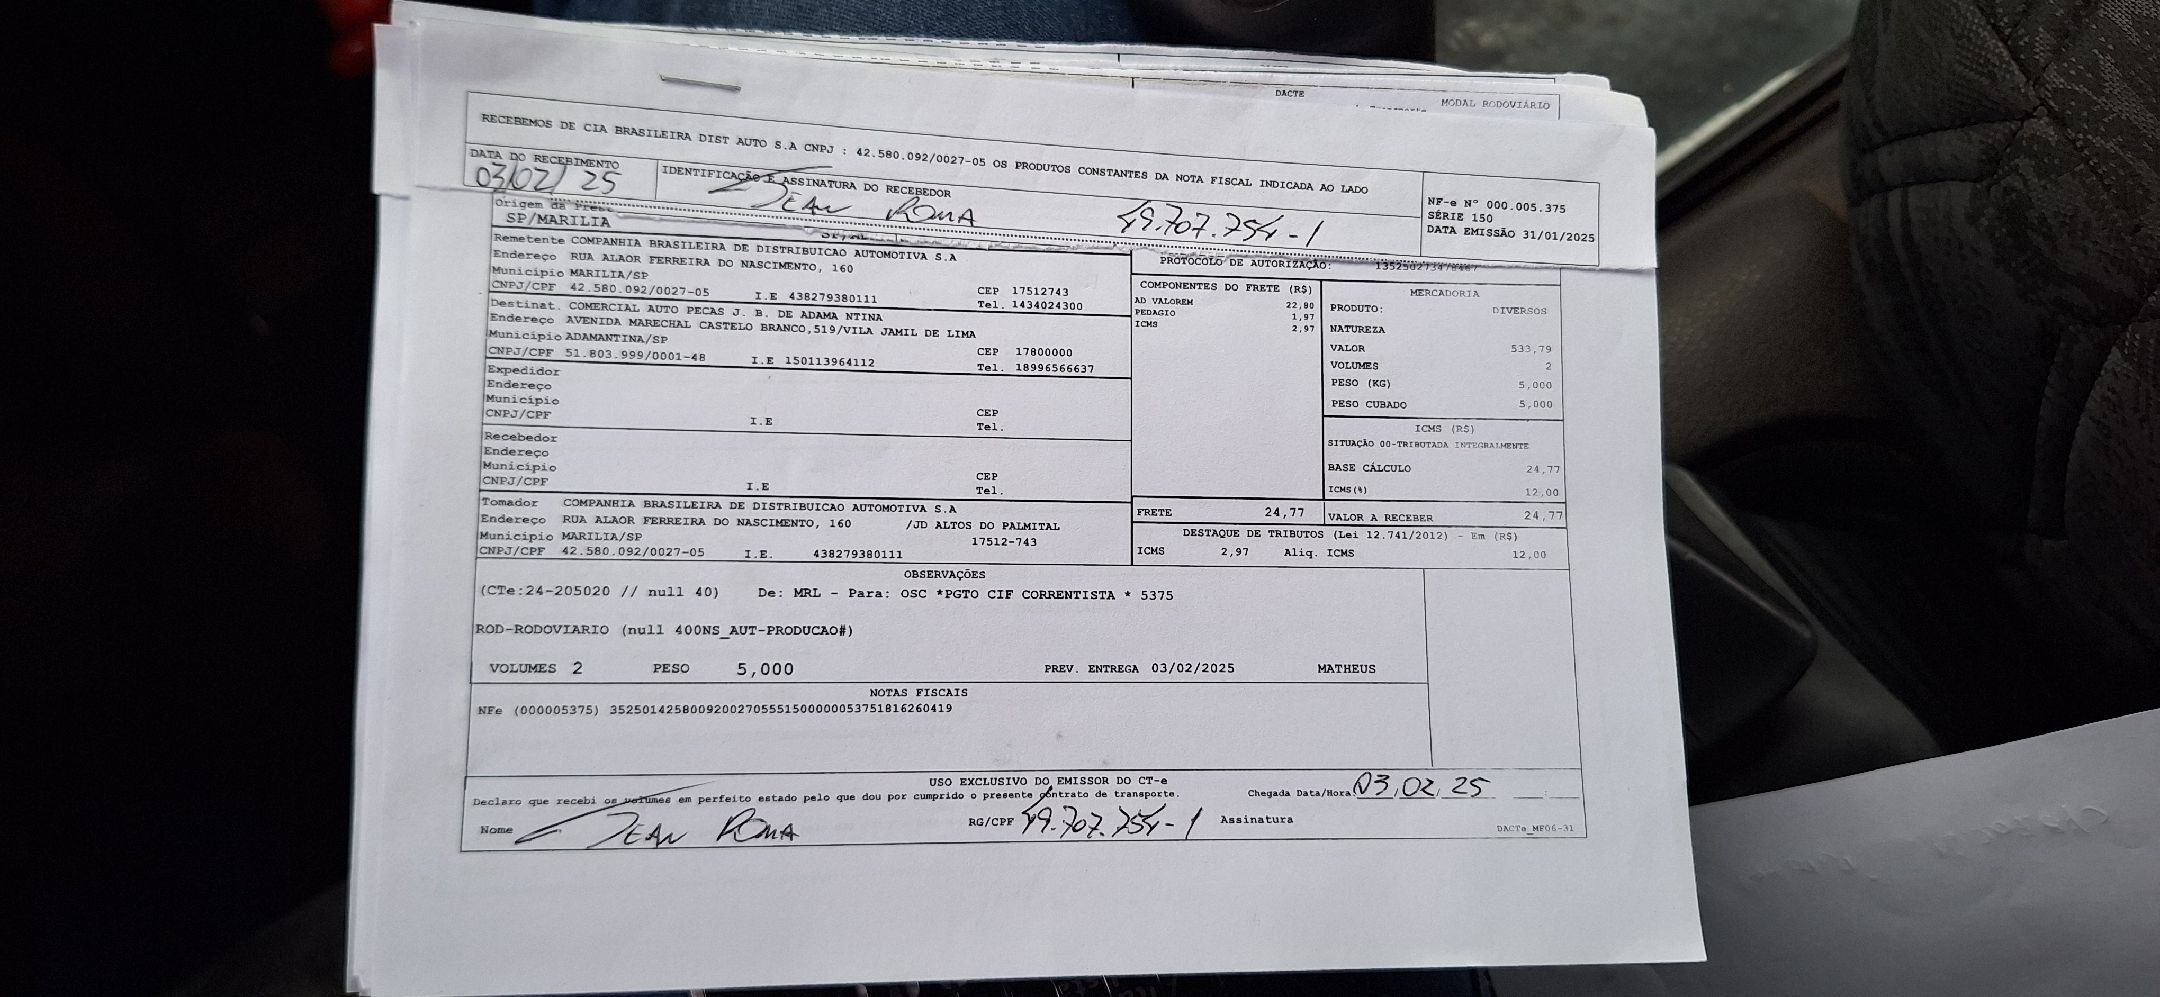 DACTE
MODAL RODOVIÁRIO
RECEBEMOS DE CIA BRASILEIRA DIST AUTO S.A CNPJ : 42.580.092/0027-05 OS PRODUTOS CONSTANTES DA NOTA FISCAL INDICADA AO LADO
DATA DO RECEBIMENTO
03/02/25
IDENTIFICAÇÃO E ASSINATURA DO RECEBEDOR
JEAN ROMA 49.707.754-1
NF-e Nº 000.005.375
SÉRIE 150
DATA EMISSÃO 31/01/2025
Origem da
SP/MARILIA
Remetente COMPANHIA BRASILEIRA DE DISTRIBUICAO AUTOMOTIVA S.A
Endereço RUA ALAOR FERREIRA DO NASCIMENTO, 160
Município MARILIA/SP CEP 17512743
CNPJ/CPF 42.580.092/0027-05 I.E 438279380111 Tel. 1434024300
Destinat. COMERCIAL AUTO PECAS J. B. DE ADAMA NTINA
Endereço AVENIDA MARECHAL CASTELO BRANCO,519/VILA JAMIL DE LIMA
Município ADAMANTINA/SP CEP 17800000
CNPJ/CPF 51.803.999/0001-48 I.E 150113964112 Tel. 18996566637
Expedidor
Endereço
Município CEP
CNPJ/CPF I.E Tel.
Recebedor
Endereço
Município CEP
CNPJ/CPF I.E Tel.
Tomador COMPANHIA BRASILEIRA DE DISTRIBUICAO AUTOMOTIVA S.A
Endereço RUA ALAOR FERREIRA DO NASCIMENTO, 160 /JD ALTOS DO PALMITAL
Município MARILIA/SP 17512-743
CNPJ/CPF 42.580.092/0027-05 I.E. 438279380111
PROTOCOLO DE AUTORIZAÇÃO:
COMPONENTES DO FRETE (R$)
AD VALOREM 22,80
PEDAGIO 1,97
ICMS 2,97
MERCADORIA
PRODUTO: DIVERSOS
NATUREZA
VALOR 533,79
VOLUMES 2
PESO (KG) 5,000
PESO CUBADO 5,000
ICMS (R$)
SITUAÇÃO 00-TRIBUTADA INTEGRALMENTE
BASE CÁLCULO 24,77
ICMS(%) 12,00
FRETE 24,77 VALOR A RECEBER 24,77
DESTAQUE DE TRIBUTOS (Lei 12.741/2012) - Em (R$)
ICMS 2,97 Aliq. ICMS 12,00
OBSERVAÇÕES
(CTe:24-205020 // null 40) De: MRL - Para: OSC *PGTO CIF CORRENTISTA * 5375
ROD-RODOVIARIO (null 400NS_AUT-PRODUCAO#)
VOLUMES 2 PESO 5,000 PREV. ENTREGA 03/02/2025 MATHEUS
NOTAS FISCAIS
NFe (000005375) 35250142580092002705551500000053751816260419
USO EXCLUSIVO DO EMISSOR DO CT-e
Declaro que recebi os volumes em perfeito estado pelo que dou por cumprido o presente contrato de transporte. Chegada Data/Hora: 03,02,25
Nome JEAN ROMA RG/CPF 49.707.754-1 Assinatura
DACTe_MF06-31